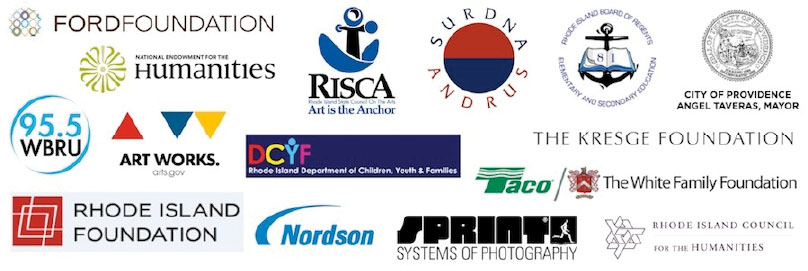 FORDFOUNDATION
NATIONAL ENDOWMENT FOR THE
Humanities
RISCA
Rhode Island State Council On The Arts
Art is the Anchor
SURDNA
ANDRUS
RHODE ISLAND BOARD OF REGENTS
81
ELEMENTARY AND SECONDARY EDUCATION
CITY OF PROVIDENCE
ANGEL TAVERAS, MAYOR
95.5
WBRU
ART WORKS.
arts.gov
DCYF
Rhode Island Department of Children, Youth & Families
THE KRESGE FOUNDATION
Taco
The White Family Foundation
RHODE ISLAND
FOUNDATION
Nordson
SPRINT
SYSTEMS OF PHOTOGRAPHY
RHODE ISLAND COUNCIL
FOR THE HUMANITIES